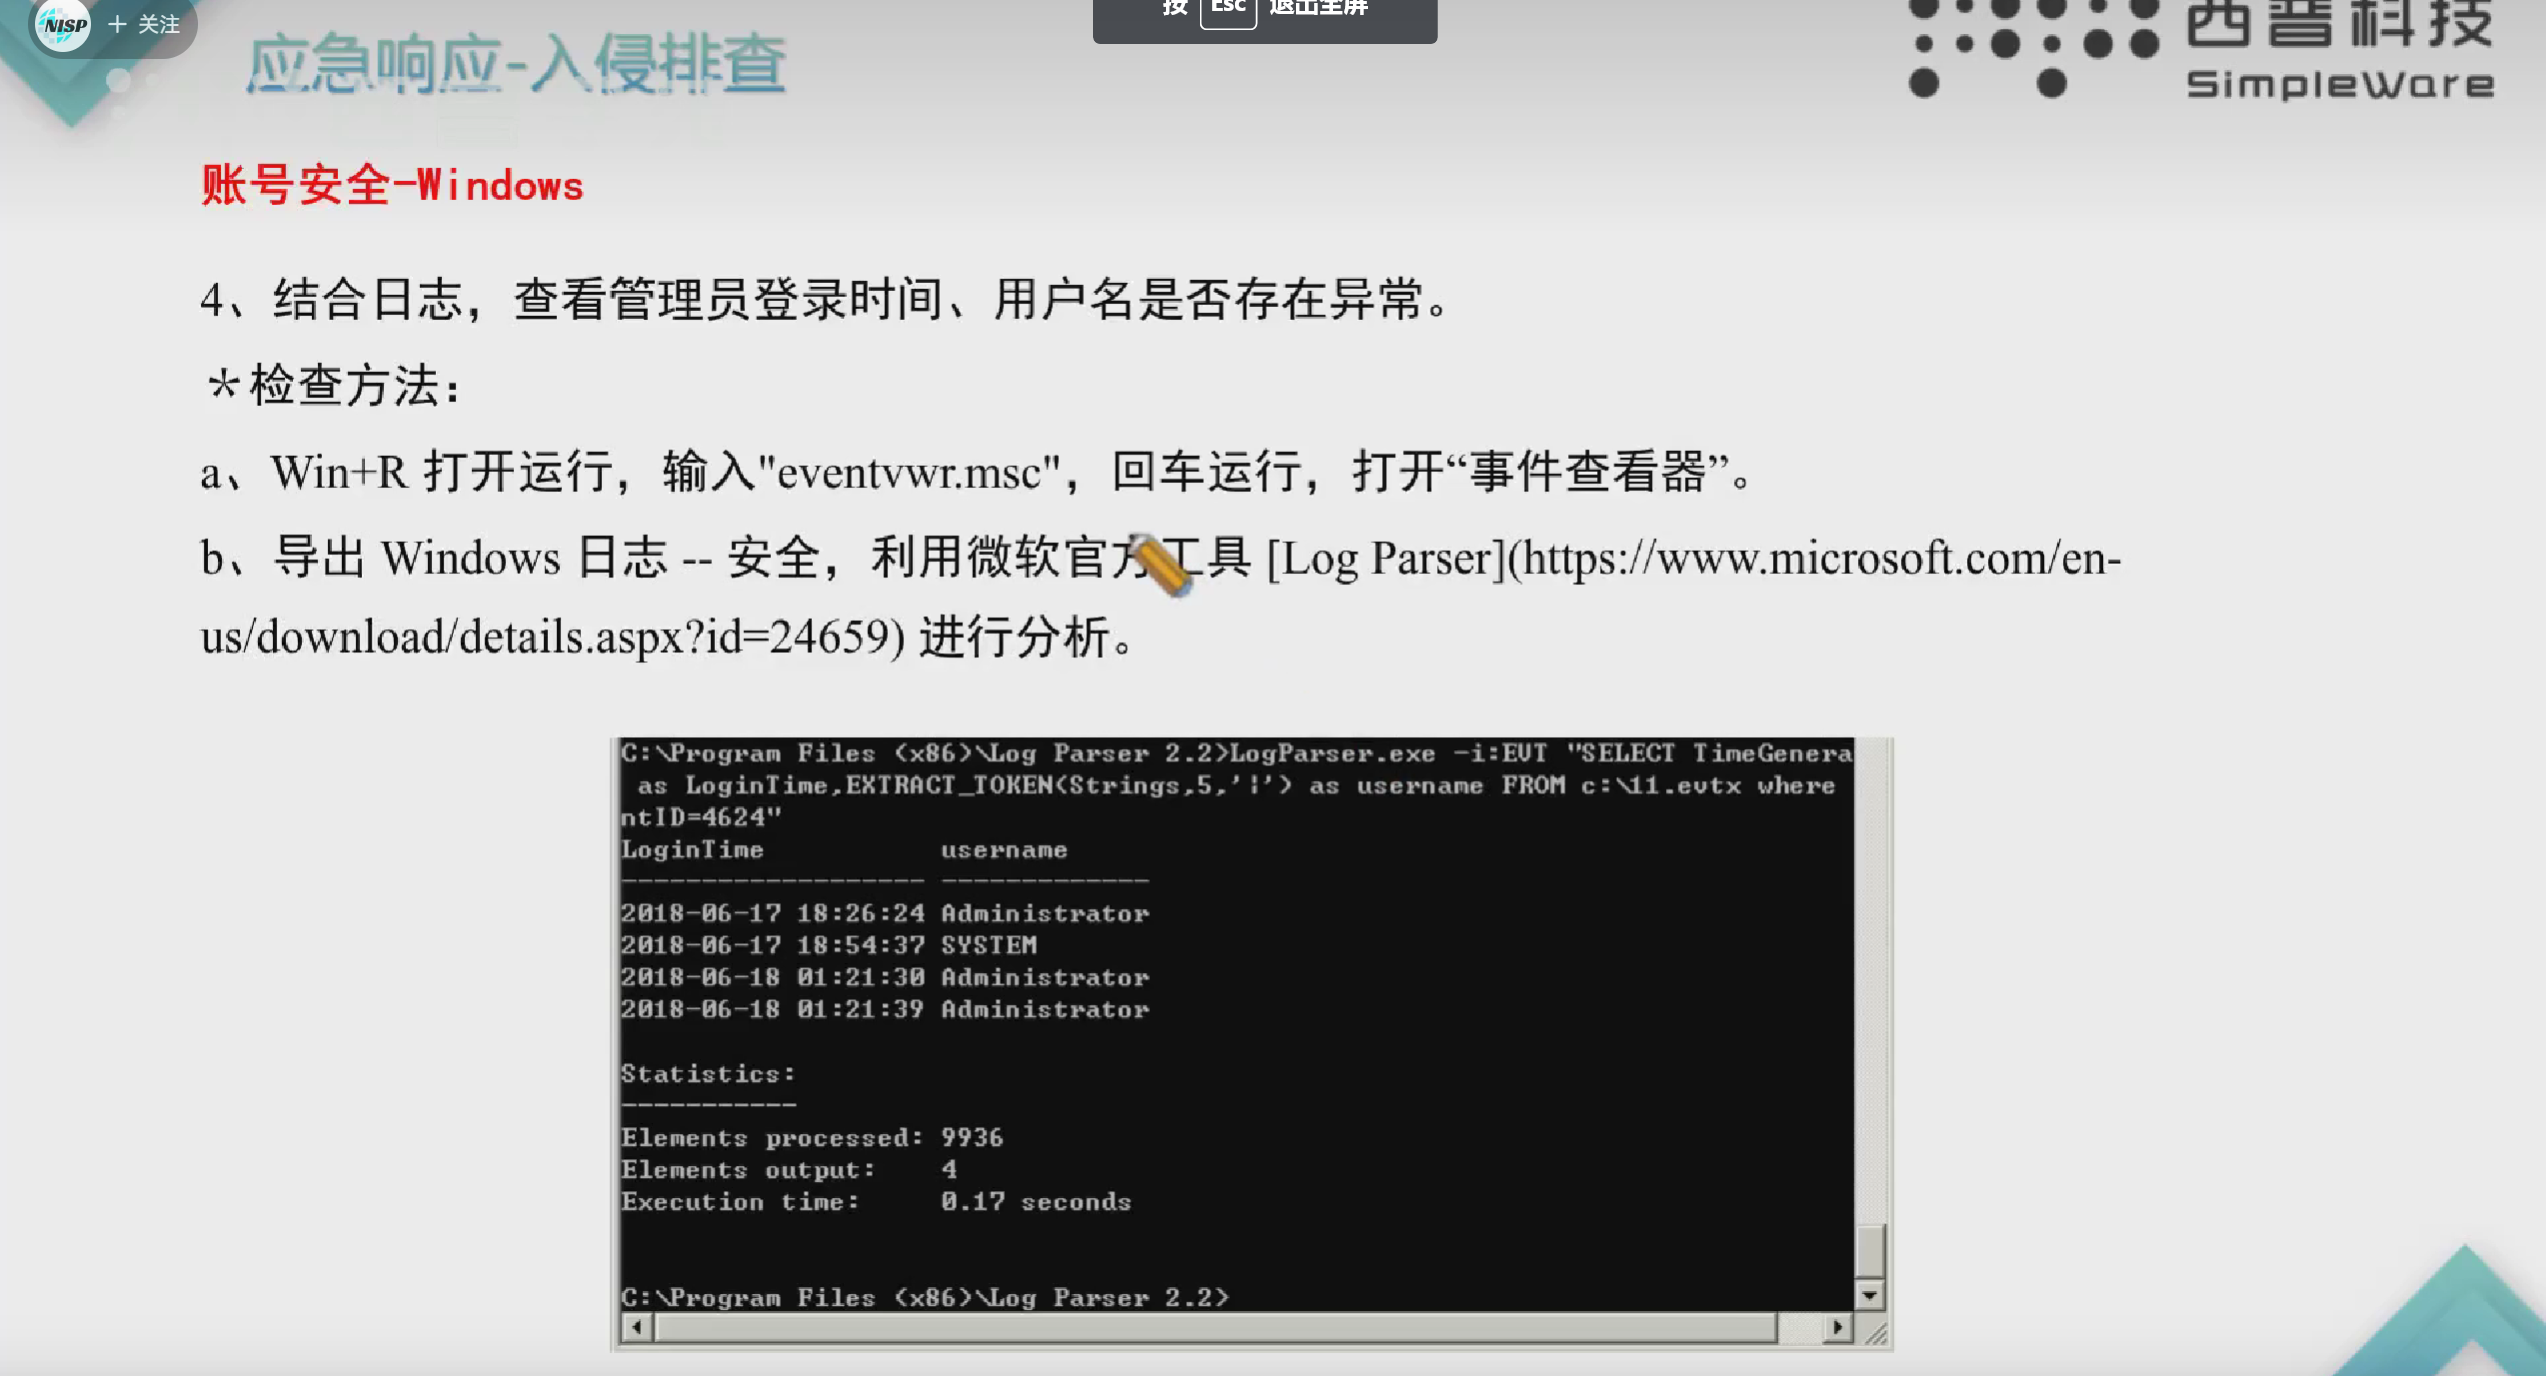 NISP + 关注
按 Esc 退出全屏
西普科技
SimpleWare
应急响应-入侵排查
账号安全-Windows
4、结合日志，查看管理员登录时间、用户名是否存在异常。
*检查方法：
a、Win+R 打开运行，输入"eventvwr.msc"，回车运行，打开“事件查看器”。
b、导出 Windows 日志 -- 安全，利用微软官方工具 [Log Parser](https://www.microsoft.com/en-
us/download/details.aspx?id=24659) 进行分析。
C:\Program Files (x86)\Log Parser 2.2>LogParser.exe -i:EVT "SELECT TimeGenera
as LoginTime,EXTRACT_TOKEN(Strings,5,'|') as username FROM c:\11.evtx where
ntID=4624"
LoginTime username
------------------- -------------
2018-06-17 18:26:24 Administrator
2018-06-17 18:54:37 SYSTEM
2018-06-18 01:21:30 Administrator
2018-06-18 01:21:39 Administrator
Statistics:
-----------
Elements processed: 9936
Elements output: 4
Execution time: 0.17 seconds
C:\Program Files (x86)\Log Parser 2.2>